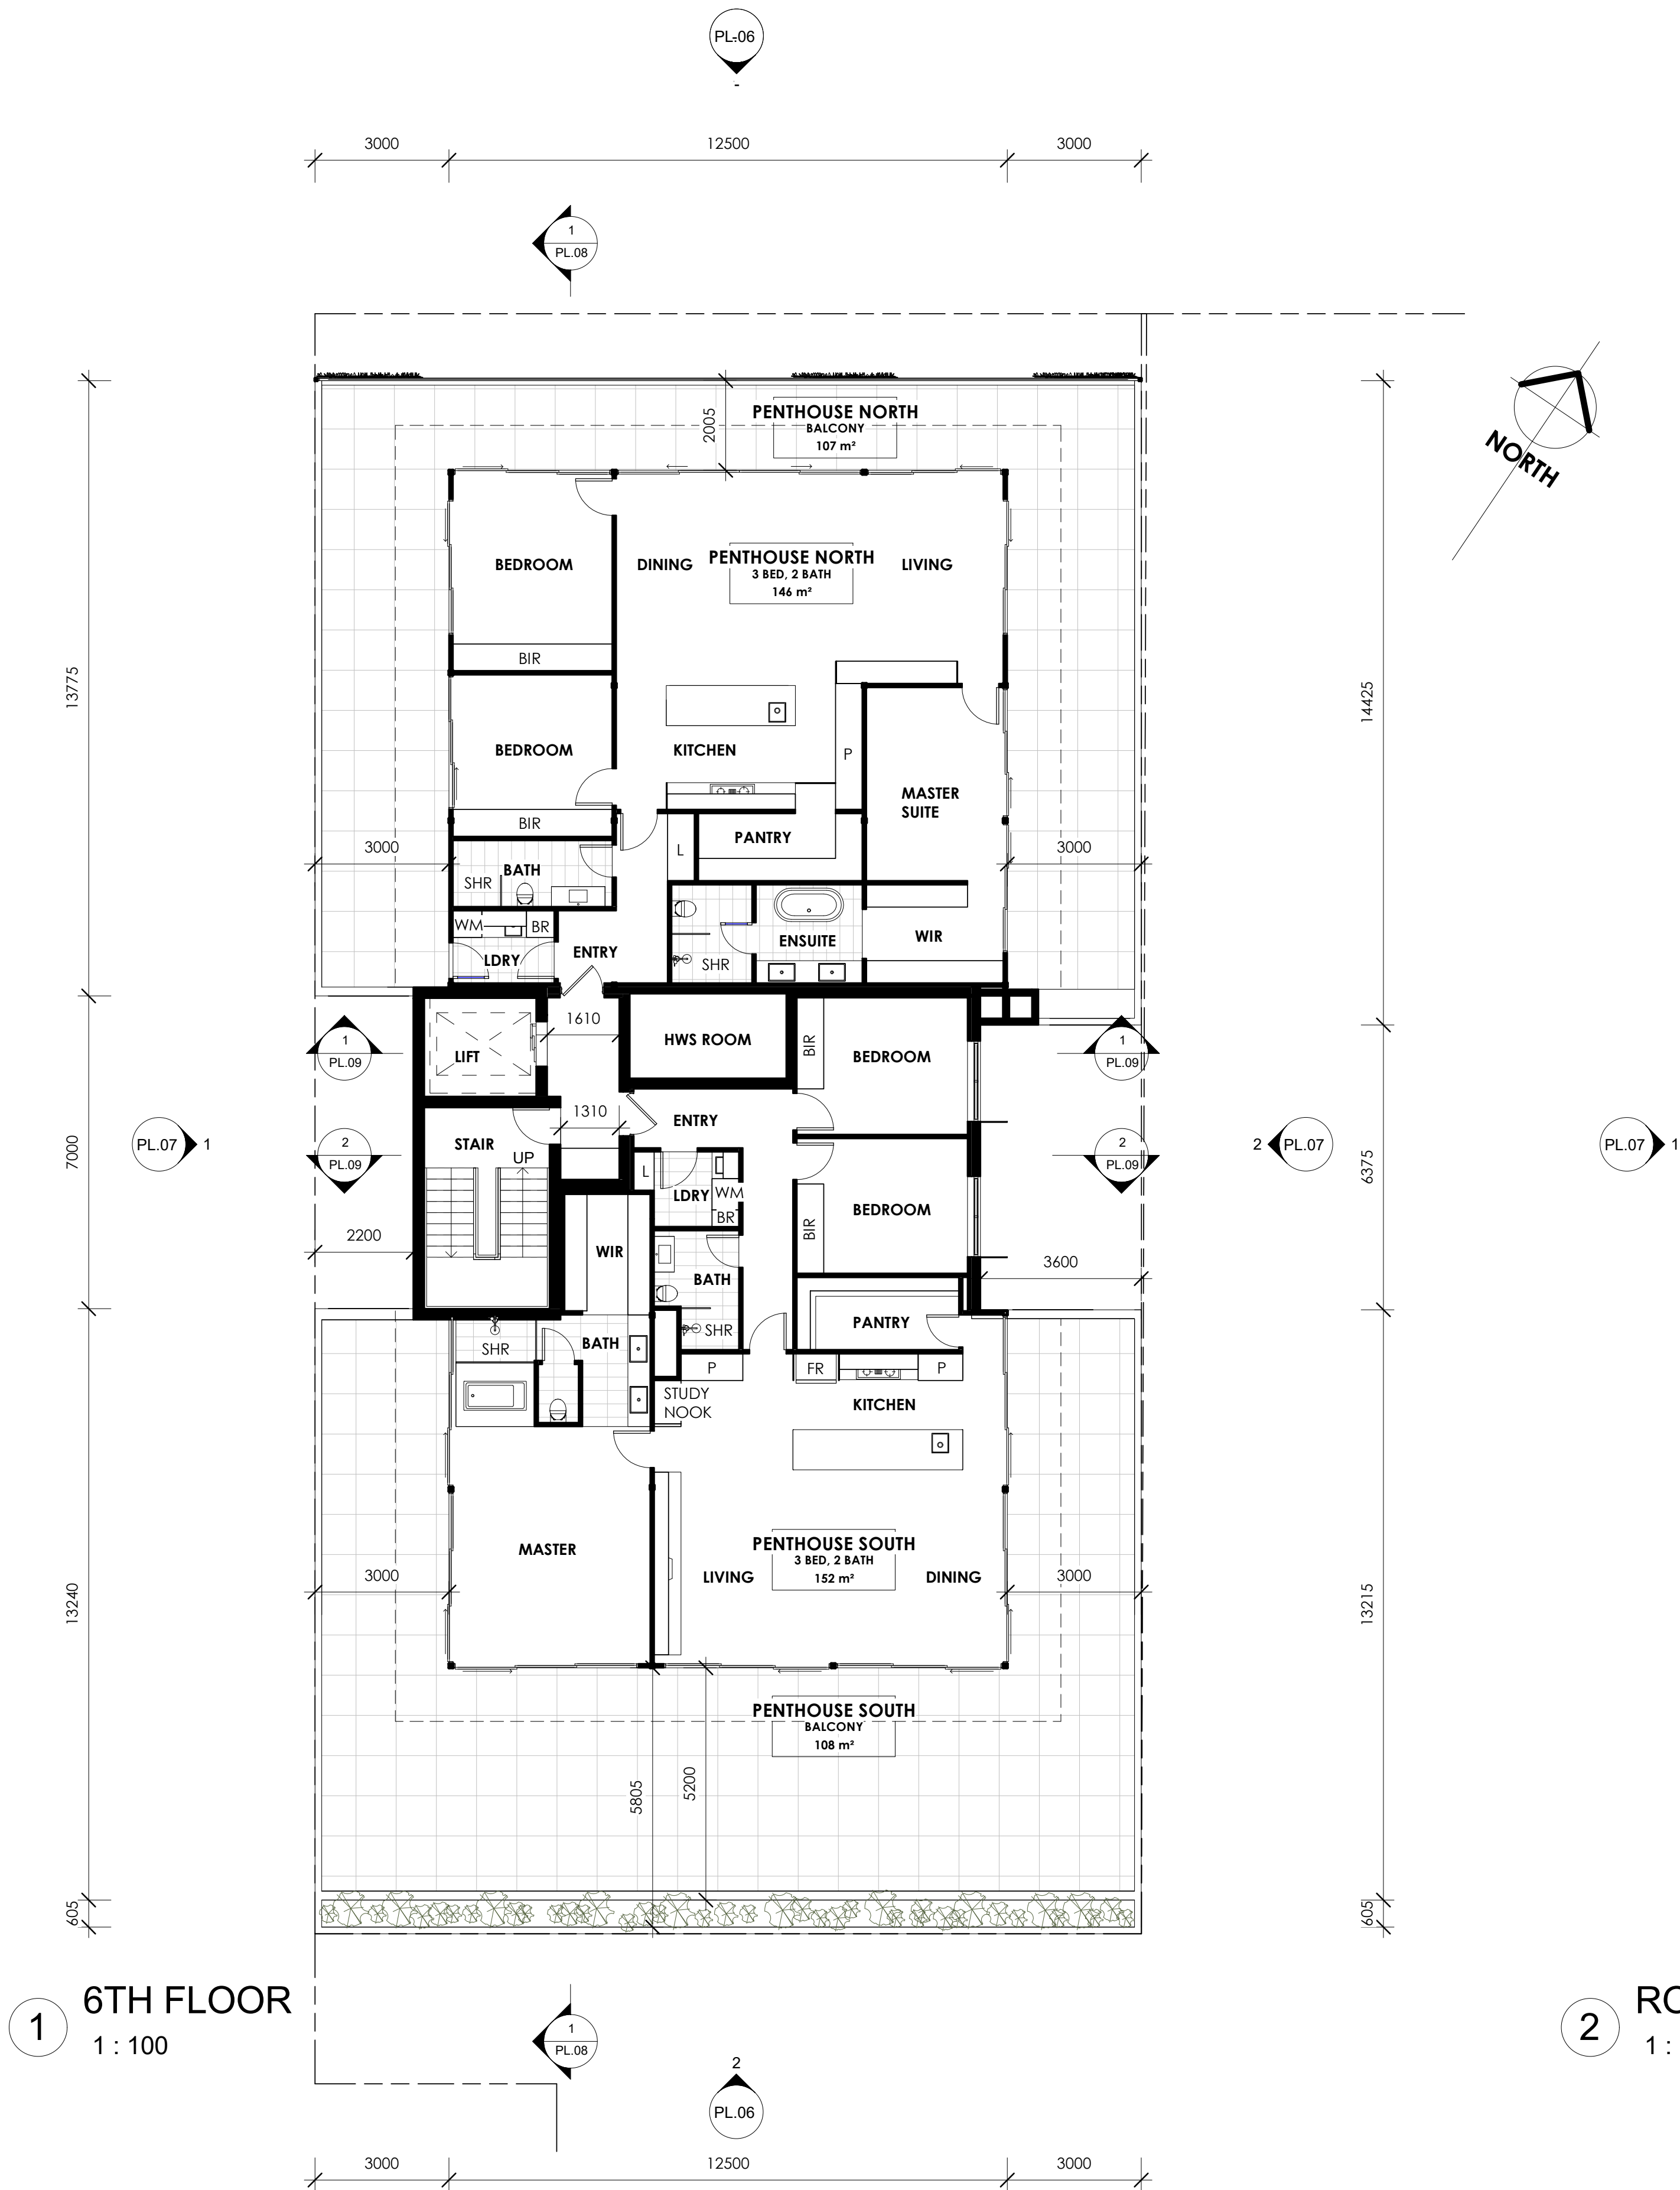 PL-06
-
3000
12500
3000
1
PL.08
PENTHOUSE NORTH
BALCONY
107 m²
2005
NORTH
BEDROOM
DINING
PENTHOUSE NORTH
3 BED, 2 BATH
146 m²
LIVING
BIR
13775
14425
BEDROOM
KITCHEN
P
MASTER
SUITE
BIR
PANTRY
L
3000
3000
BATH
SHR
WM
BR
LDRY
ENTRY
SHR
ENSUITE
WIR
1610
LIFT
HWS ROOM
BIR
BEDROOM
1
PL.09
1
PL.09
1310
ENTRY
STAIR
UP
7000
PL.07
1
2
PL.09
2
PL.09
2
PL.07
6375
PL.07
1
L
LDRY
WM
BR
BIR
BEDROOM
2200
WIR
3600
BATH
SHR
PANTRY
SHR
BATH
P
FR
P
STUDY
NOOK
KITCHEN
MASTER
PENTHOUSE SOUTH
3 BED, 2 BATH
152 m²
LIVING
DINING
3000
3000
13240
13215
PENTHOUSE SOUTH
BALCONY
108 m²
5805
5200
605
605
1
6TH FLOOR
1 : 100
2
RO
1 :
1
PL.08
2
PL.06
3000
12500
3000